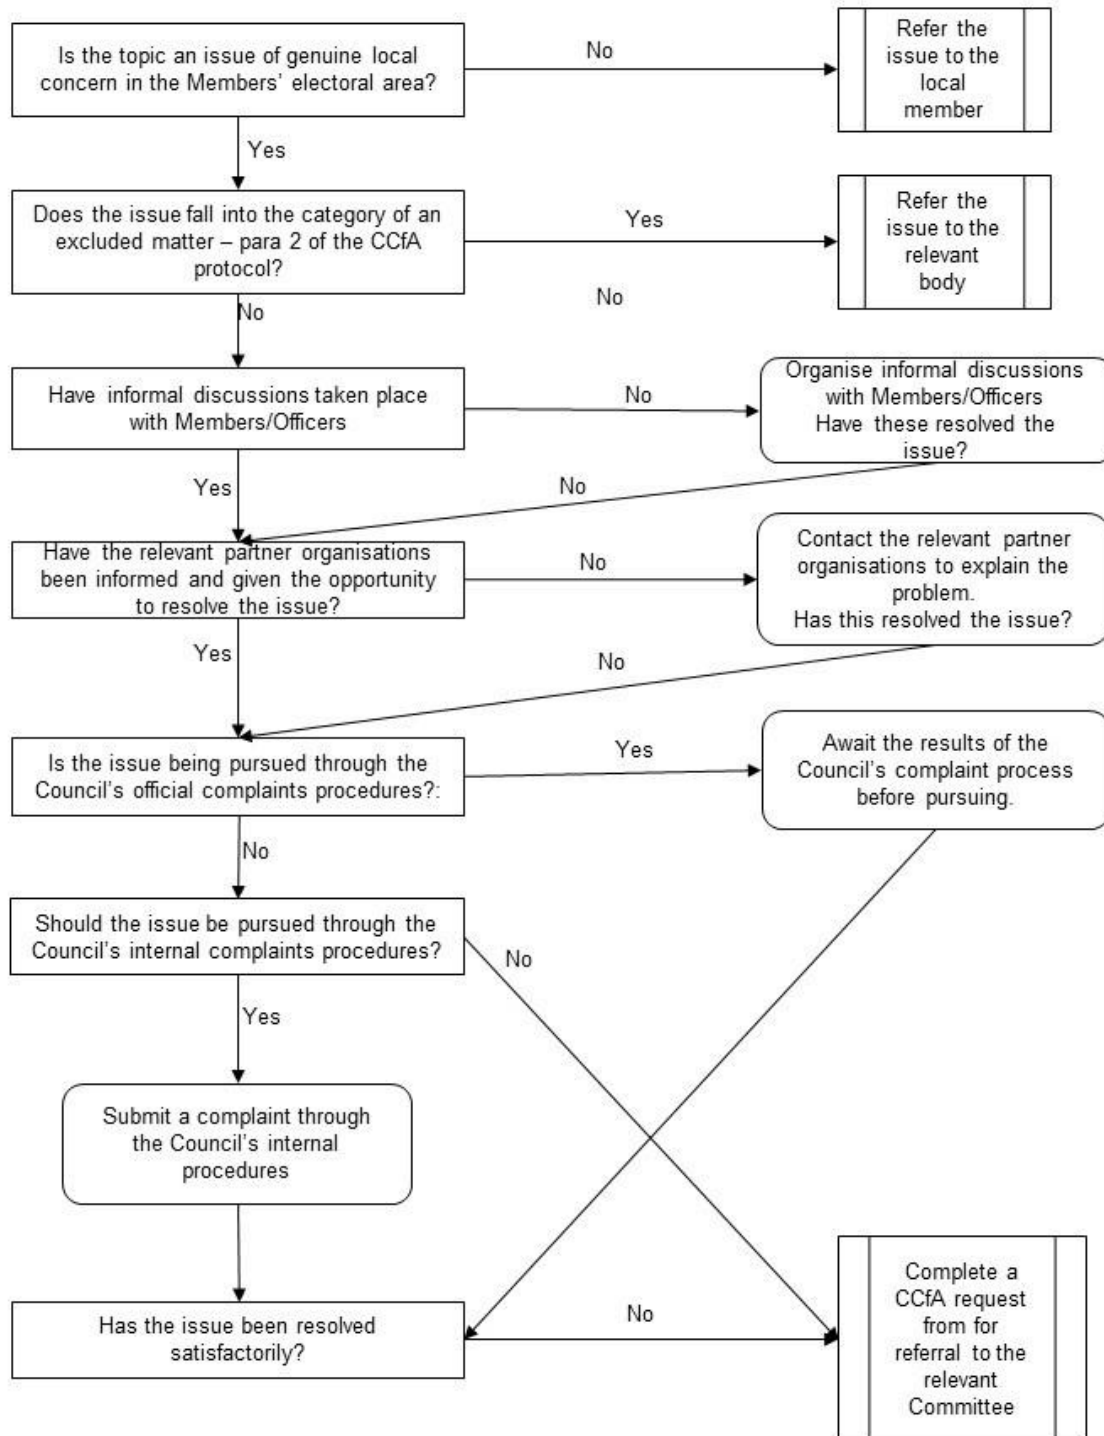 Is the topic an issue of genuine local
concern in the Members' electoral area?
No
Refer the
issue to the
local
member
Yes
Does the issue fall into the category of an
excluded matter – para 2 of the CCfA
protocol?
Yes
Refer the
issue to the
relevant
body
No
No
Have informal discussions taken place
with Members/Officers
No
Organise informal discussions
with Members/Officers
Have these resolved the
issue?
Yes
No
Have the relevant partner organisations
been informed and given the opportunity
to resolve the issue?
No
Contact the relevant partner
organisations to explain the
problem.
Has this resolved the issue?
Yes
No
Is the issue being pursued through the
Council's official complaints procedures?:
Yes
Await the results of the
Council's complaint process
before pursuing.
No
Should the issue be pursued through the
Council's internal complaints procedures?
No
Yes
Submit a complaint through
the Council's internal
procedures
Has the issue been resolved
satisfactorily?
No
Complete a
CCfA request
from for
referral to the
relevant
Committee